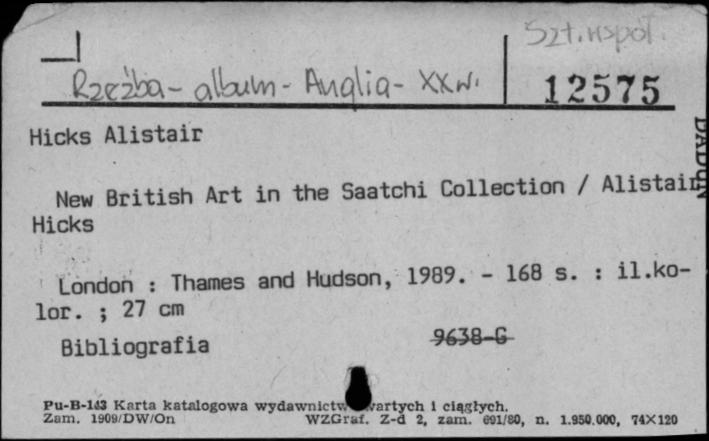 Szt. wspoł.
Rzeźba - album - Anglia - XX w.
12575
Hicks Alistair
New British Art in the Saatchi Collection / Alistair
Hicks
London : Thames and Hudson, 1989. - 168 s. : il.ko-
lor. ; 27 cm
Bibliografia
9638-G
Pu-B-143 Karta katalogowa wydawnictw wartych i ciągłych.
Zam. 1909/DW/On WZGraf. Z-d 2, zam. 691/80, n. 1.950.000, 74X120